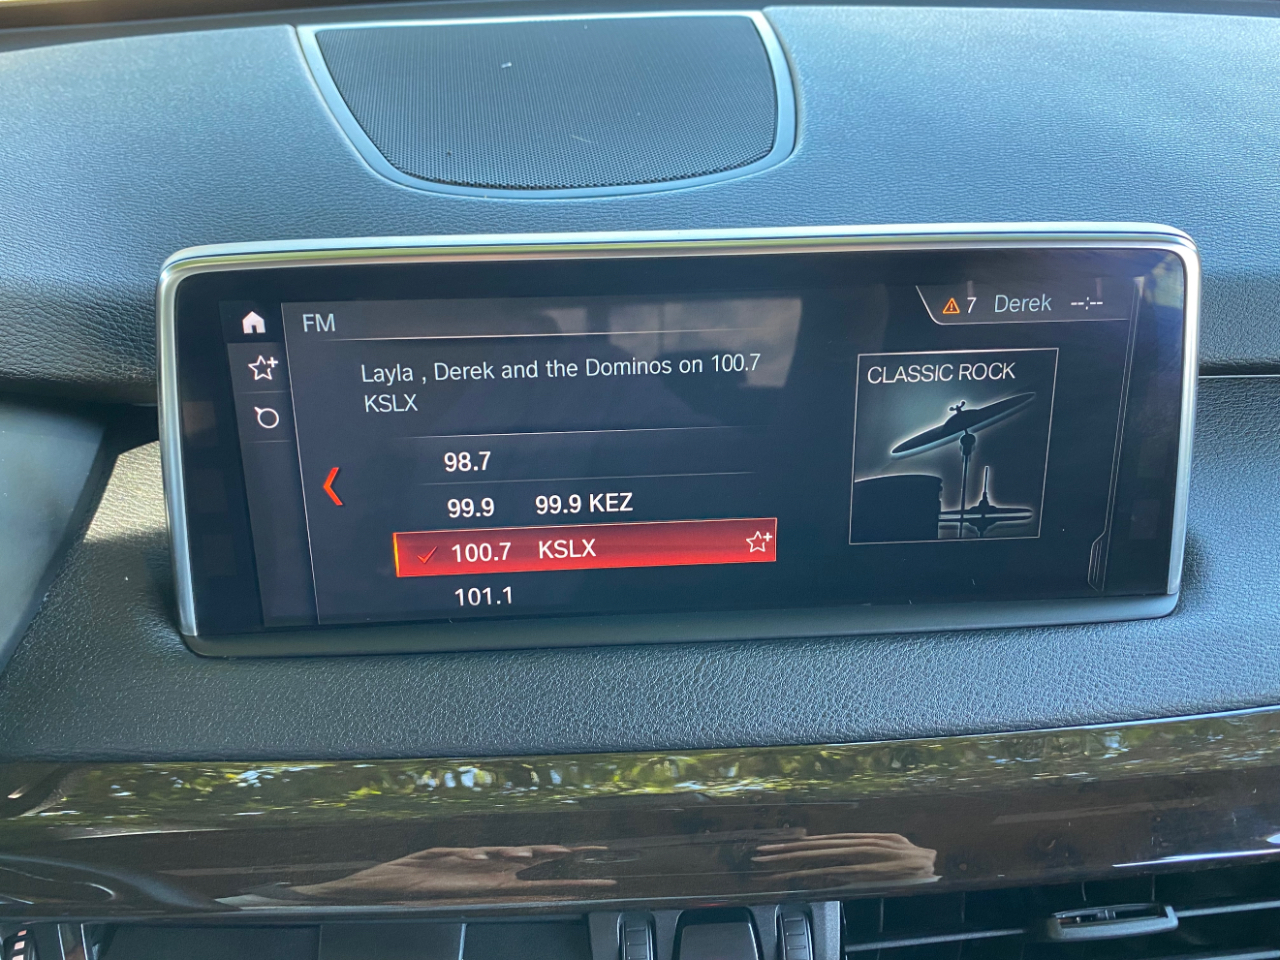 FM
7 Derek --:--
Layla , Derek and the Dominos on 100.7
KSLX
CLASSIC ROCK
98.7
99.9 99.9 KEZ
100.7 KSLX
101.1